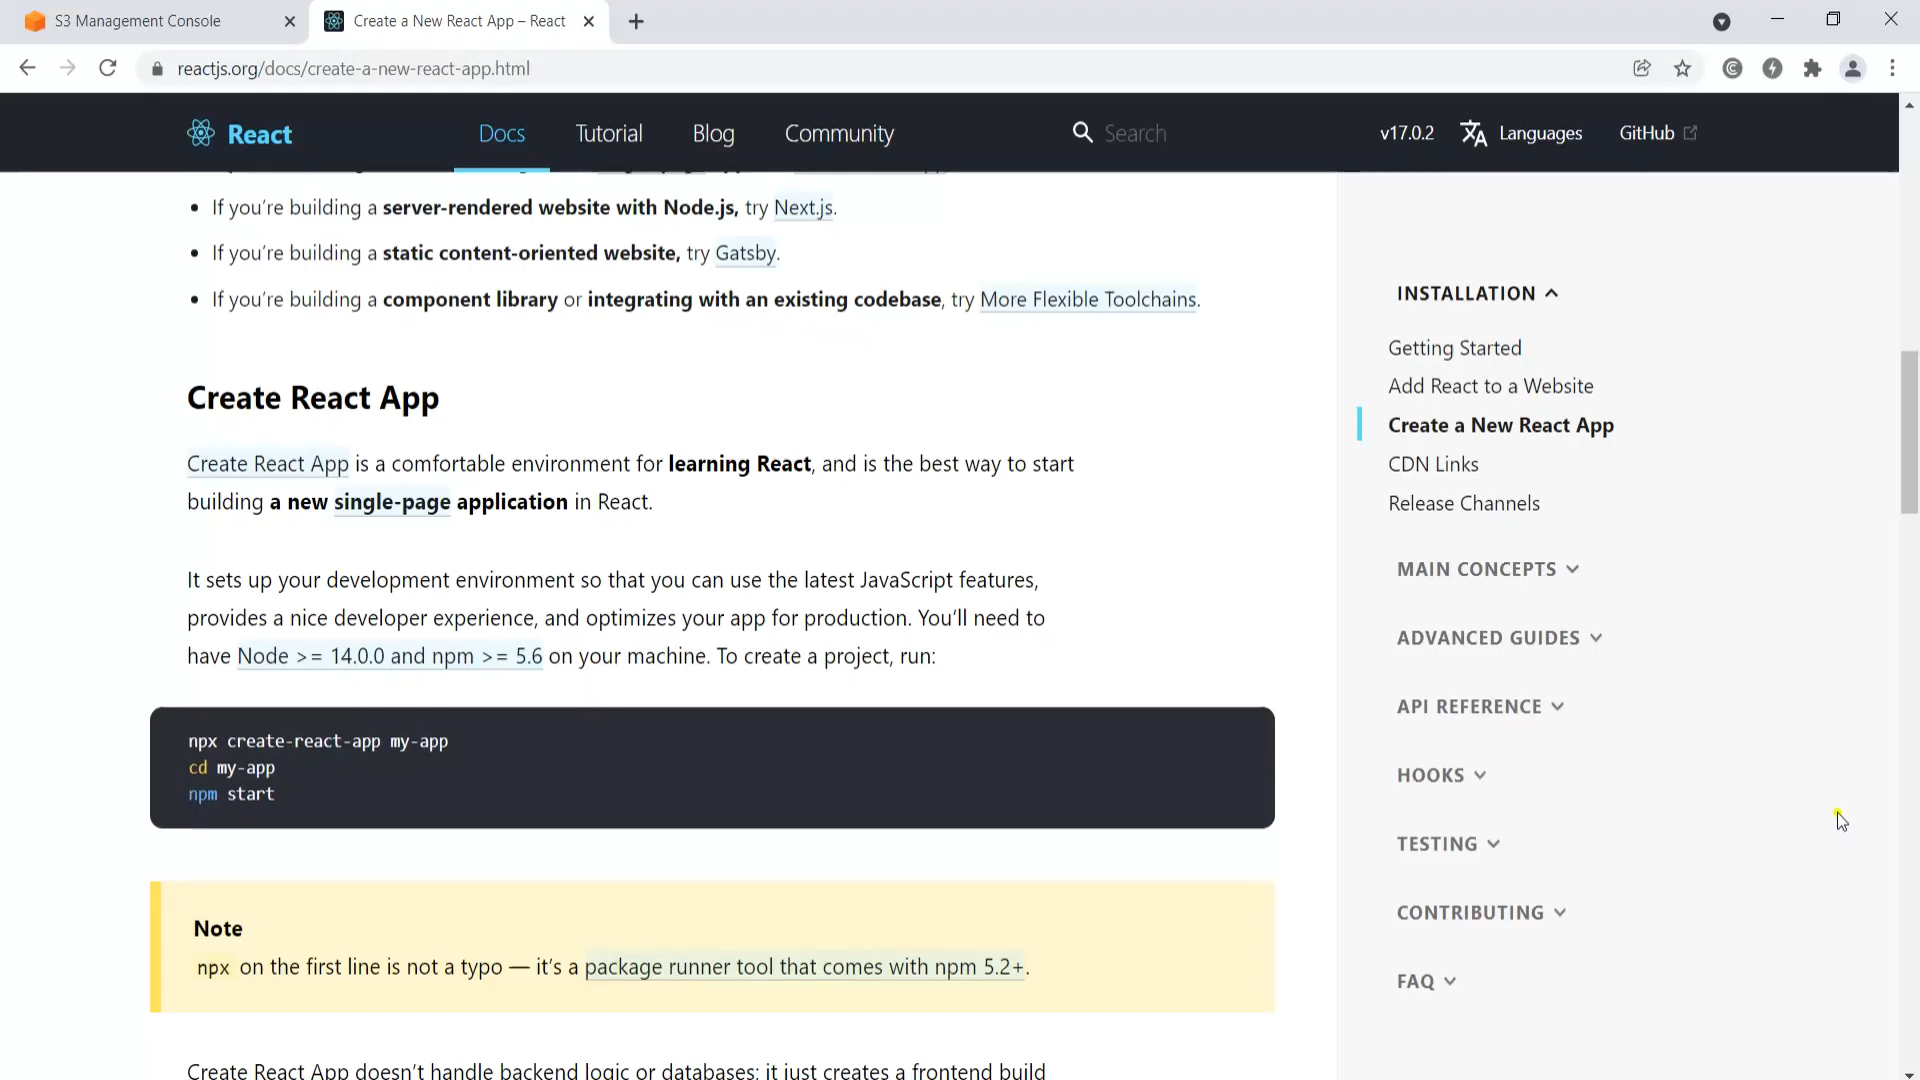 S3 Management Console
Create a New React App – React
reactjs.org/docs/create-a-new-react-app.html
React
Docs
Tutorial
Blog
Community
Search
v17.0.2
Languages
GitHub
• If you’re building a server-rendered website with Node.js, try Next.js.
• If you’re building a static content-oriented website, try Gatsby.
• If you’re building a component library or integrating with an existing codebase, try More Flexible Toolchains.
Create React App
Create React App is a comfortable environment for learning React, and is the best way to start
building a new single-page application in React.
It sets up your development environment so that you can use the latest JavaScript features,
provides a nice developer experience, and optimizes your app for production. You’ll need to
have Node >= 14.0.0 and npm >= 5.6 on your machine. To create a project, run:
npx create-react-app my-app
cd my-app
npm start
Note
npx on the first line is not a typo — it’s a package runner tool that comes with npm 5.2+.
Create React App doesn’t handle backend logic or databases; it just creates a frontend build
INSTALLATION
Getting Started
Add React to a Website
Create a New React App
CDN Links
Release Channels
MAIN CONCEPTS
ADVANCED GUIDES
API REFERENCE
HOOKS
TESTING
CONTRIBUTING
FAQ